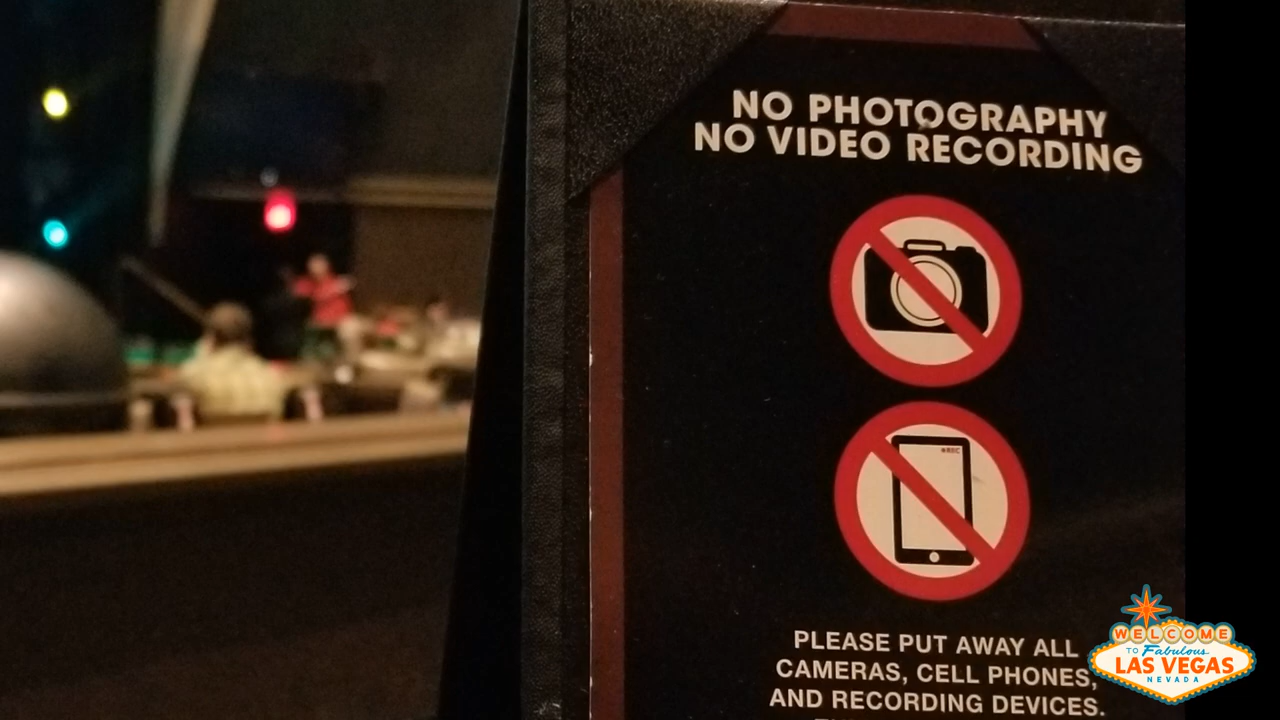 NO PHOTOGRAPHY
NO VIDEO RECORDING
REC
PLEASE PUT AWAY ALL
CAMERAS, CELL PHONES,
AND RECORDING DEVICES.
WELCOME
TO Fabulous
LAS VEGAS
NEVADA